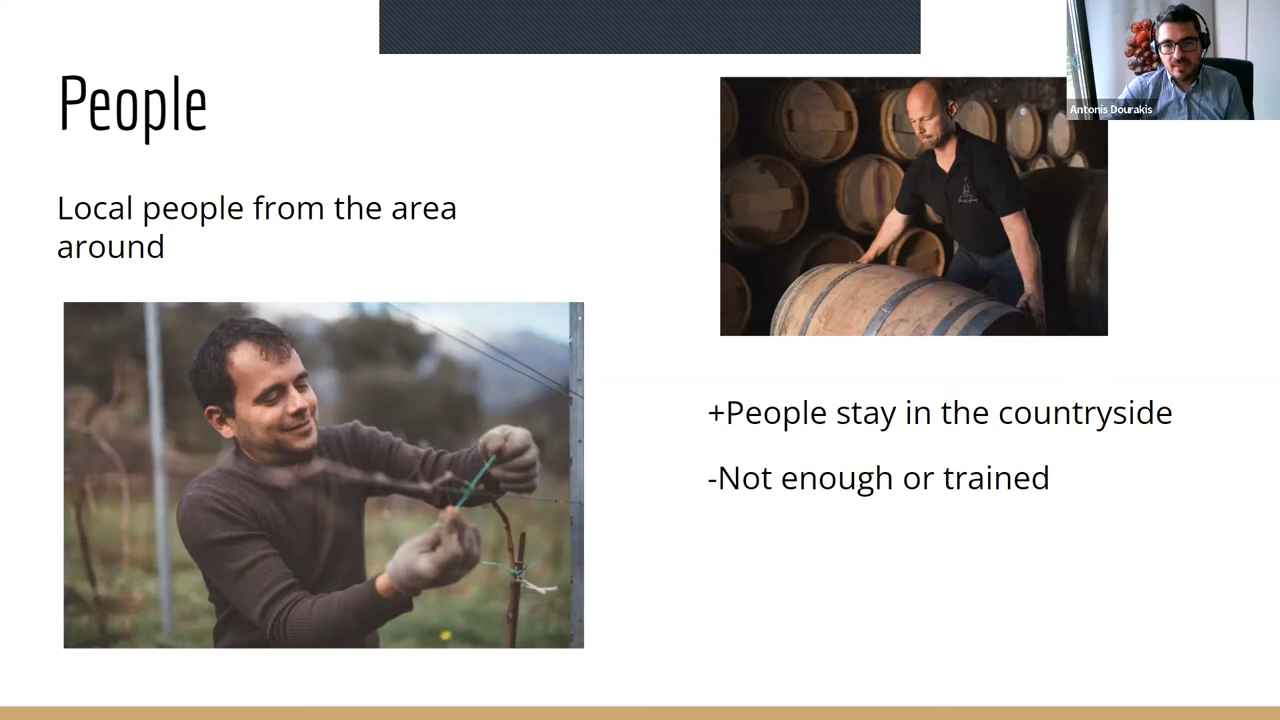 People
Local people from the area
around
Antonis Dourakis
+People stay in the countryside
-Not enough or trained